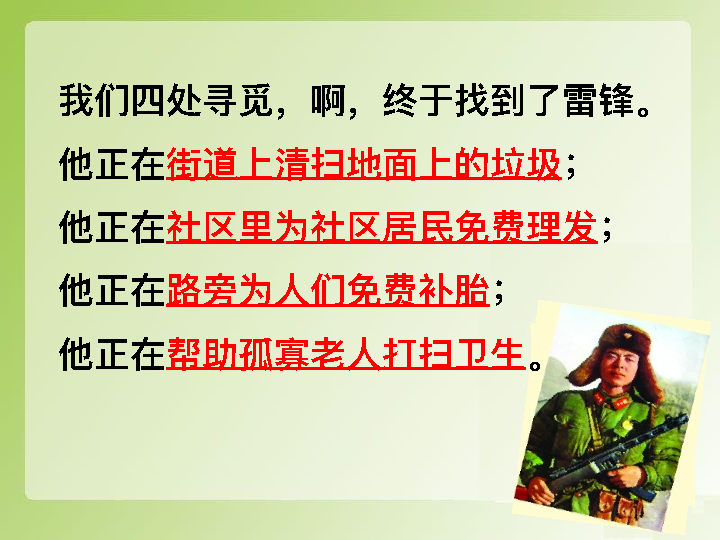 我们四处寻觅，啊，终于找到了雷锋。
他正在街道上清扫地面上的垃圾；
他正在社区里为社区居民免费理发；
他正在路旁为人们免费补胎；
他正在帮助孤寡老人打扫卫生。